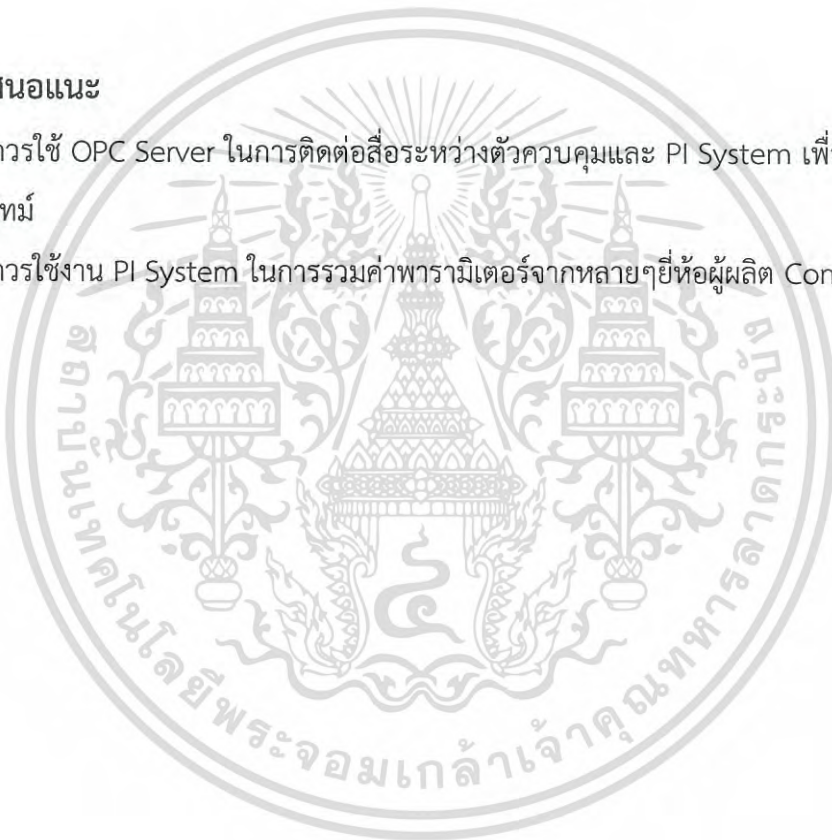 สนอแนะ
ควรใช้ OPC Server ในการติดต่อสื่อระหว่างตัวควบคุมและ PI System เพื่
ทม์
ควรใช้งาน PI System ในการรวมค่าพารามิเตอร์จากหลายๆยี่ห้อผู้ผลิต Con
สถาบันเทคโนโลยีพระจอมเกล้าเจ้าคุณทหารลาดกระบัง